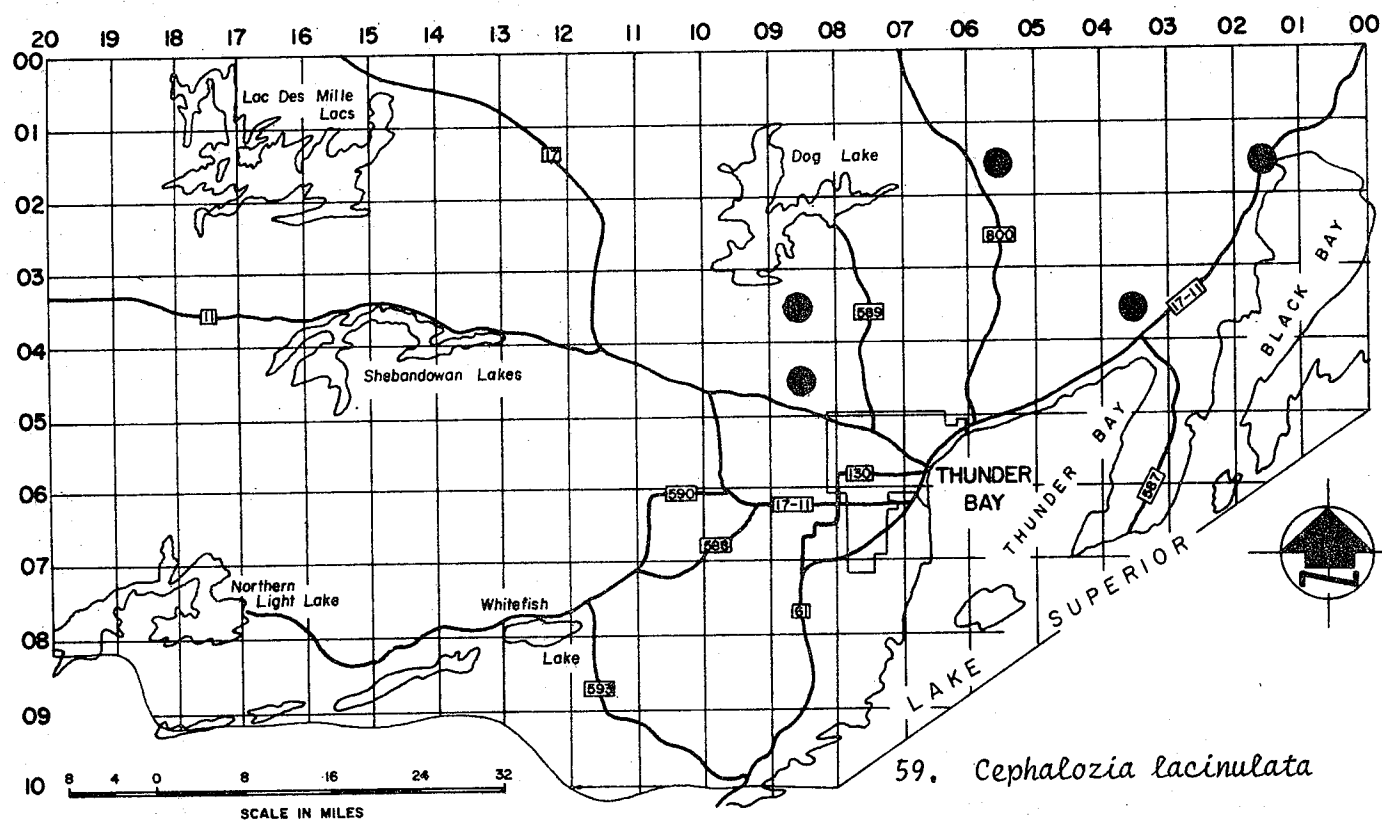 20 19 18 17 16 15 14 13 12 11 10 09 08 07 06 05 04 03 02 01 00
00
01
02
03
04
05
06
07
08
09
10
Lac Des Mille
Lacs
17
Dog Lake
800
BLACK BAY
17-11
589
11
Shebandowan Lakes
THUNDER BAY
130
THUNDER
BAY
587
590
17-11
588
Northern
Light Lake
Whitefish
Lake
61
593
LAKE SUPERIOR
N
8 4 0 8 16 24 32
SCALE IN MILES
59. Cephalozia lacinulata